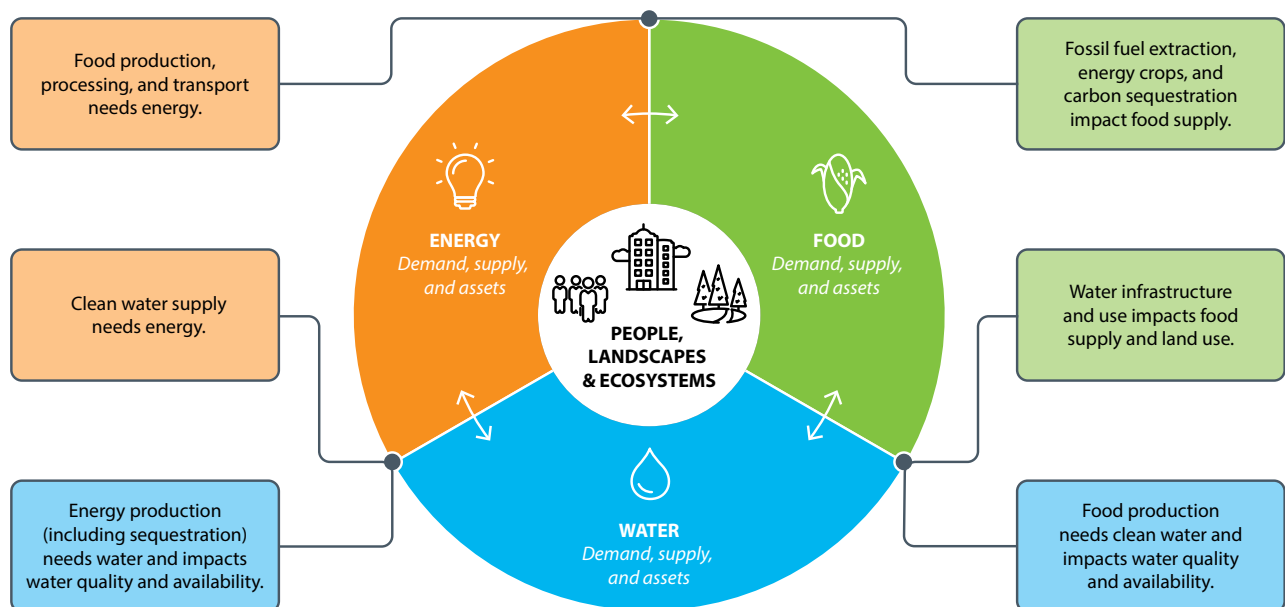 Food production,
processing, and transport
needs energy.
Fossil fuel extraction,
energy crops, and
carbon sequestration
impact food supply.
ENERGY
Demand, supply,
and assets
FOOD
Demand, supply,
and assets
Clean water supply
needs energy.
PEOPLE,
LANDSCAPES
& ECOSYSTEMS
Water infrastructure
and use impacts food
supply and land use.
Energy production
(including sequestration)
needs water and impacts
water quality and availability.
WATER
Demand, supply,
and assets
Food production
needs clean water and
impacts water quality
and availability.